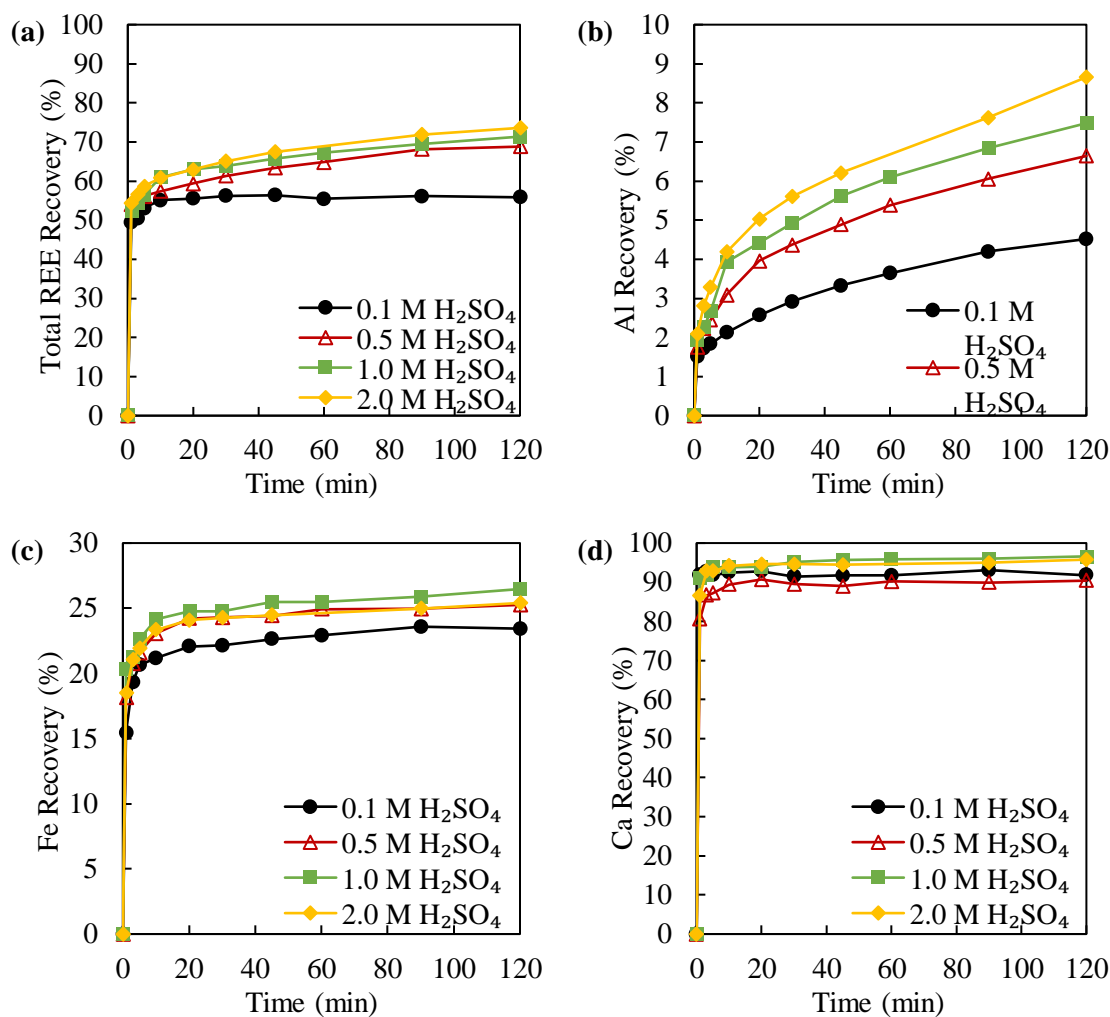 (a)
Total REE Recovery (%)
100
90
80
70
60
50
40
30
20
10
0
0 20 40 60 80 100 120
Time (min)
0.1 M H₂SO₄
0.5 M H₂SO₄
1.0 M H₂SO₄
2.0 M H₂SO₄
(b)
Al Recovery (%)
10
9
8
7
6
5
4
3
2
1
0
0 20 40 60 80 100 120
Time (min)
0.1 M
H₂SO₄
0.5 M
H₂SO₄
(c)
Fe Recovery (%)
30
25
20
15
10
5
0
0 20 40 60 80 100 120
Time (min)
0.1 M H₂SO₄
0.5 M H₂SO₄
1.0 M H₂SO₄
2.0 M H₂SO₄
(d)
Ca Recovery (%)
100
90
80
70
60
50
40
30
20
10
0
0 20 40 60 80 100 120
Time (min)
0.1 M H₂SO₄
0.5 M H₂SO₄
1.0 M H₂SO₄
2.0 M H₂SO₄